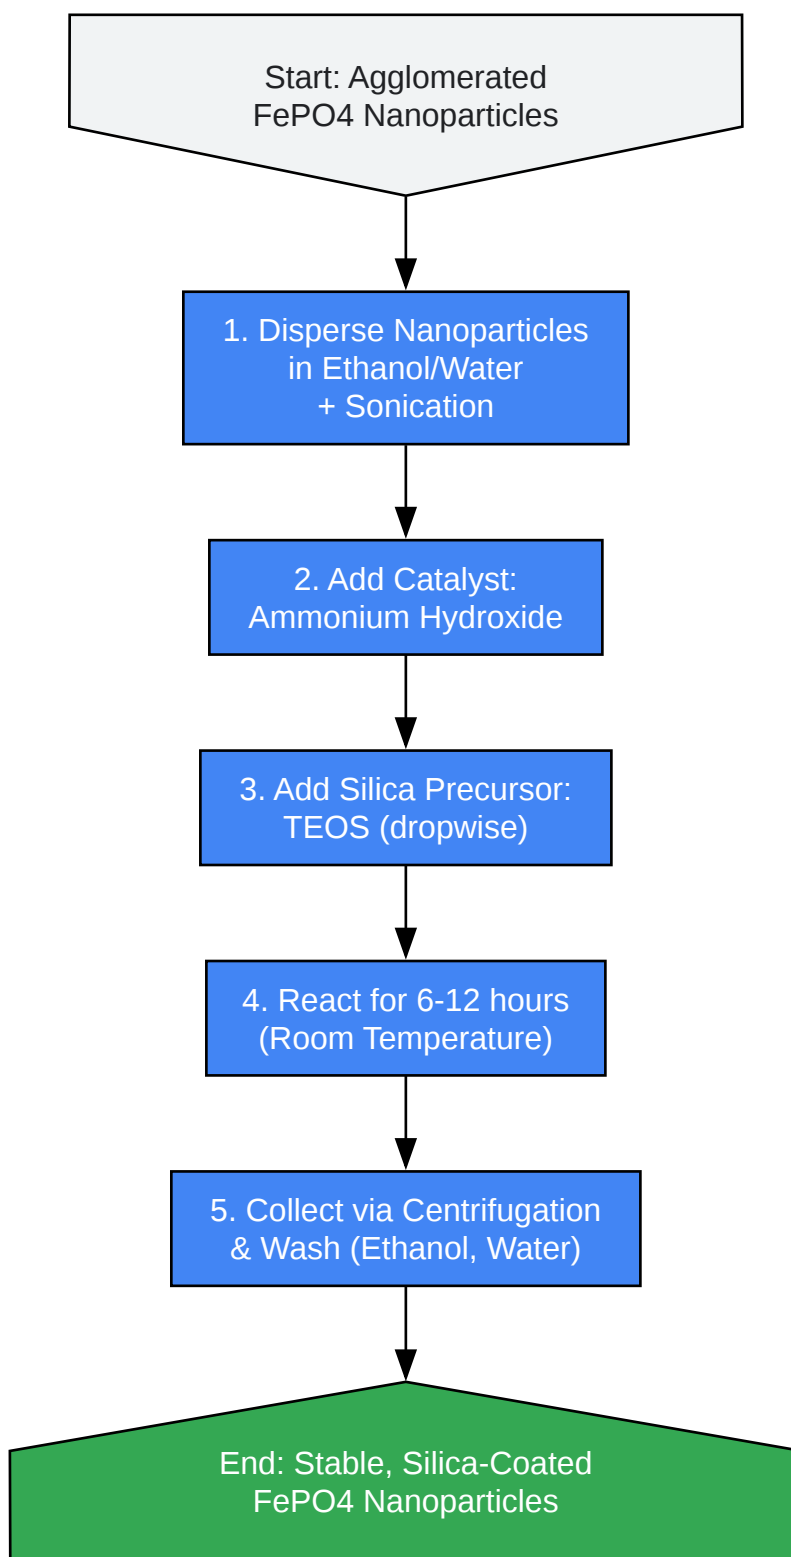 Start: Agglomerated
FePO4 Nanoparticles
1. Disperse Nanoparticles
in Ethanol/Water
+ Sonication
2. Add Catalyst:
Ammonium Hydroxide
3. Add Silica Precursor:
TEOS (dropwise)
4. React for 6-12 hours
(Room Temperature)
5. Collect via Centrifugation
& Wash (Ethanol, Water)
End: Stable, Silica-Coated
FePO4 Nanoparticles